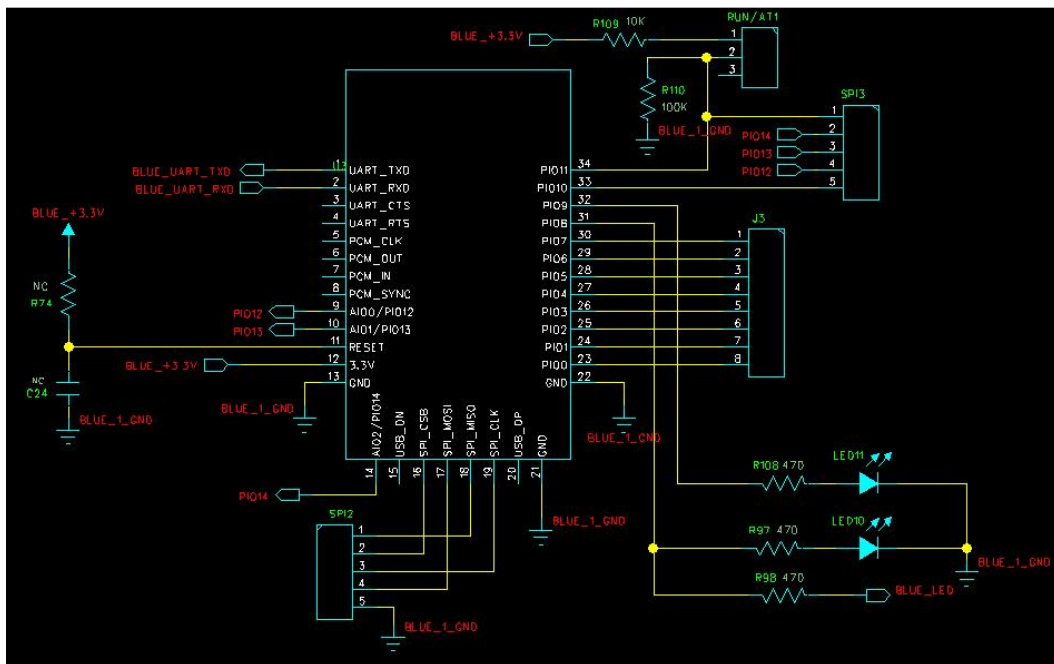 RUN/AT1
R109 10K
BLUE_+3.3V
1
2
3
R110
100K
BLUE_1_GND
SPI3
1
PIO14 2
PIO13 3
PIO12 4
5
BLUE_UART_TXD 1 UART_TXD
BLUE_UART_RXD 2 UART_RXD
3 UART_CTS
4 UART_RTS
5 PCM_CLK
6 PCM_OUT
7 PCM_IN
8 PCM_SYNC
PIO12 9 AIO0/PIO12
PIO13 10 AIO1/PIO13
11 RESET
BLUE_+3.3V 12 3.3V
13 GND
BLUE_1_GND
BLUE_+3.3V
NC
R74
NC
C24
BLUE_1_GND
PIO11 34
PIO10 33
PIO9 32
PIO8 31
PIO7 30
PIO6 29
PIO5 28
PIO4 27
PIO3 26
PIO2 25
PIO1 24
PIO0 23
GND 22
BLUE_1_GND
J3
1
2
3
4
5
6
7
8
AIO2/PIO14 14
USB_DN 15
SPI_CSB 16
SPI_MOSI 17
SPI_MISO 18
SPI_CLK 19
USB_DP 20
GND 21
PIO14
BLUE_1_GND
SPI2
1
2
3
4
5
BLUE_1_GND
R108 470
LED11
R97 470
LED10
BLUE_1_GND
R98 470
BLUE_LED